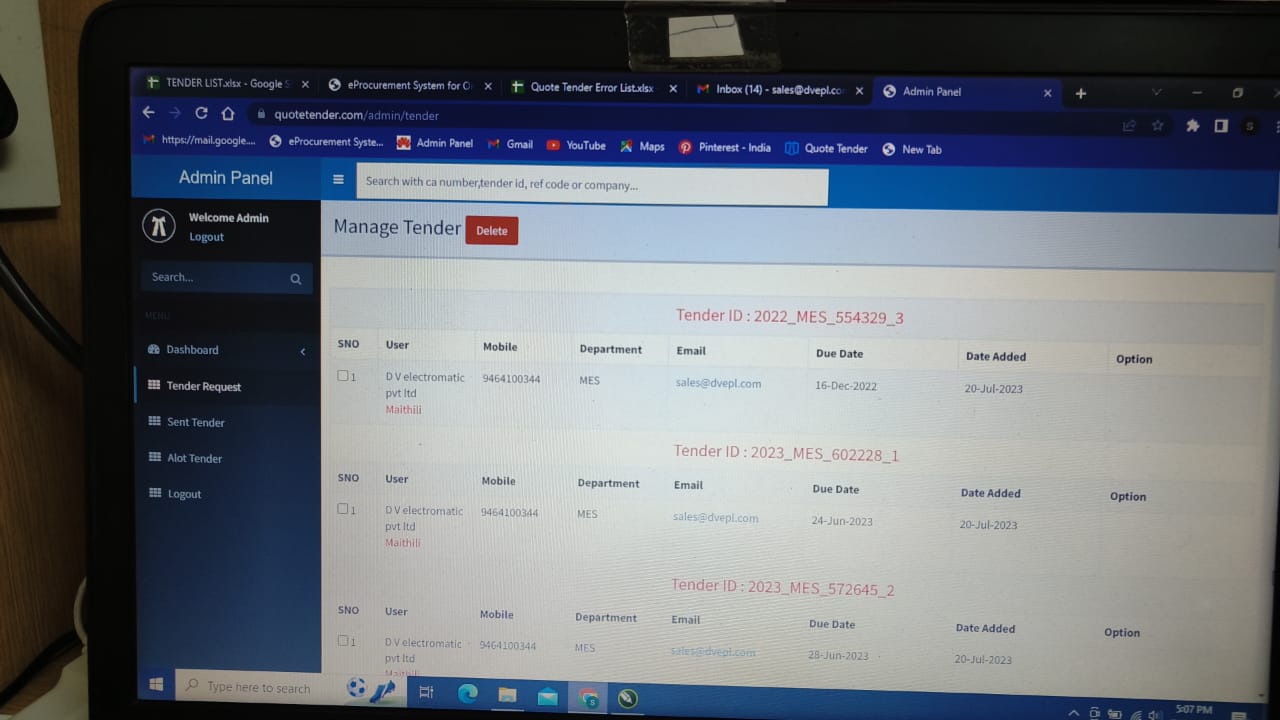 TENDER LIST.xlsx - Google S
eProcurement System for O
Quote Tender Error List.xlsx
Inbox (14) - sales@dvepl.co
Admin Panel
quotetender.com/admin/tender
https://mail.google....
eProcurement Syste...
Admin Panel
Gmail
YouTube
Maps
Pinterest - India
Quote Tender
New Tab
Admin Panel
Search with ca number,tender id, ref code or company...
Welcome Admin
Logout
Manage Tender
Delete
Search...
MENU
Dashboard
Tender Request
Sent Tender
Alot Tender
Logout
Tender ID : 2022_MES_554329_3
SNO User Mobile Department Email Due Date Date Added Option
1 D V electromatic 9464100344 MES sales@dvepl.com 16-Dec-2022 20-Jul-2023
pvt ltd
Maithili
Tender ID : 2023_MES_602228_1
SNO User Mobile Department Email Due Date Date Added Option
1 D V electromatic 9464100344 MES sales@dvepl.com 24-Jun-2023 20-Jul-2023
pvt ltd
Maithili
Tender ID : 2023_MES_572645_2
SNO User Mobile Department Email Due Date Date Added Option
1 D V electromatic 9464100344 MES sales@dvepl.com 28-Jun-2023 20-Jul-2023
pvt ltd
Maithili
Type here to search
5:07 PM